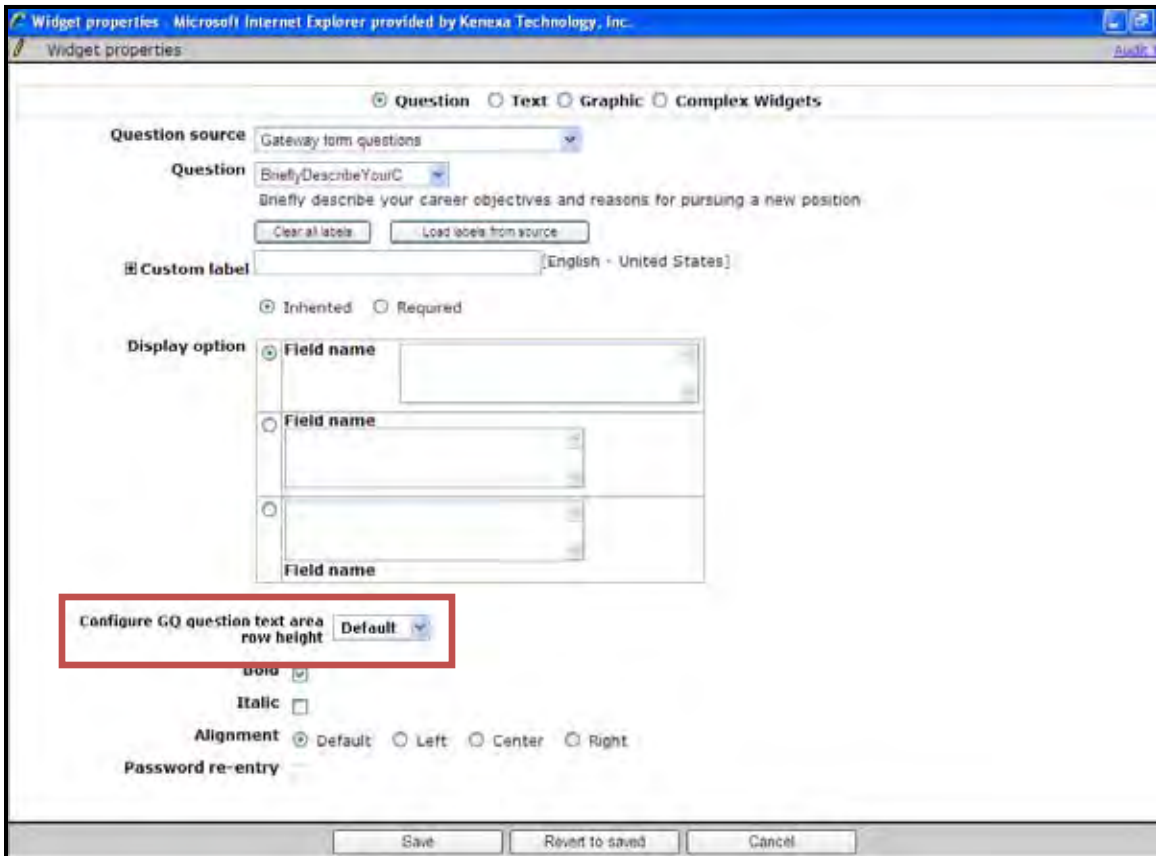 Widget properties - Microsoft Internet Explorer provided by Kenexa Technology, Inc.
Widget properties
Audit
Question Text Graphic Complex Widgets
Question source Gateway form questions
Question BrieflyDescribeYourC
Briefly describe your career objectives and reasons for pursuing a new position
Clear all labels Load labels from source
Custom label [English - United States]
Inherited Required
Display option Field name
Field name
Field name
Configure GQ question text area
row height Default
Bold
Italic
Alignment Default Left Center Right
Password re-entry
Save Revert to saved Cancel